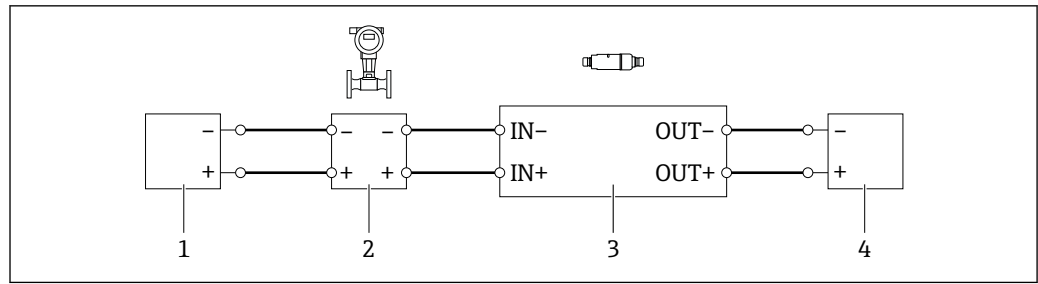 – – – IN– OUT– –
+ + + IN+ OUT+ +
1 2 3 4